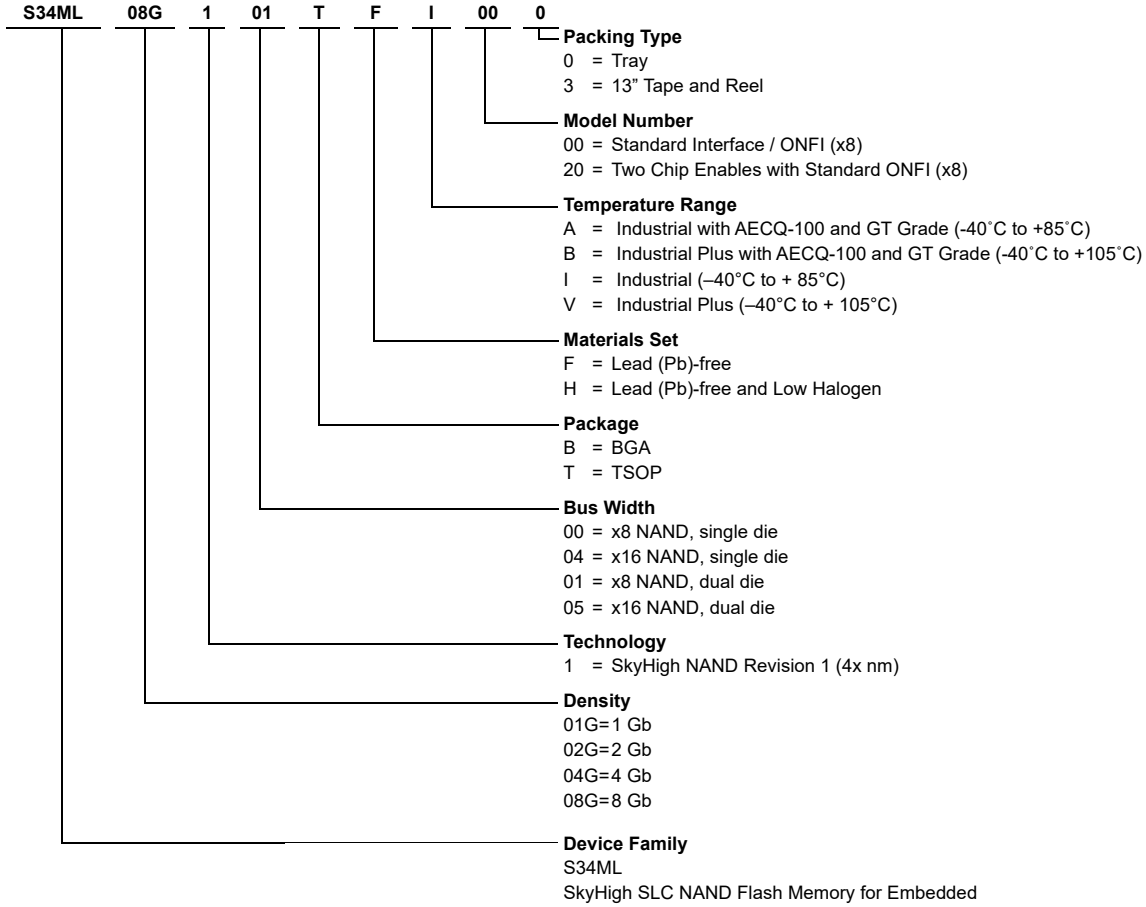 S34ML 08G 1 01 T F I 00 0
Packing Type
0 = Tray
3 = 13” Tape and Reel
Model Number
00 = Standard Interface / ONFI (x8)
20 = Two Chip Enables with Standard ONFI (x8)
Temperature Range
A = Industrial with AECQ-100 and GT Grade (-40˚C to +85˚C)
B = Industrial Plus with AECQ-100 and GT Grade (-40˚C to +105˚C)
I = Industrial (–40°C to + 85°C)
V = Industrial Plus (–40°C to + 105°C)
Materials Set
F = Lead (Pb)-free
H = Lead (Pb)-free and Low Halogen
Package
B = BGA
T = TSOP
Bus Width
00 = x8 NAND, single die
04 = x16 NAND, single die
01 = x8 NAND, dual die
05 = x16 NAND, dual die
Technology
1 = SkyHigh NAND Revision 1 (4x nm)
Density
01G=1 Gb
02G=2 Gb
04G=4 Gb
08G=8 Gb
Device Family
S34ML
SkyHigh SLC NAND Flash Memory for Embedded